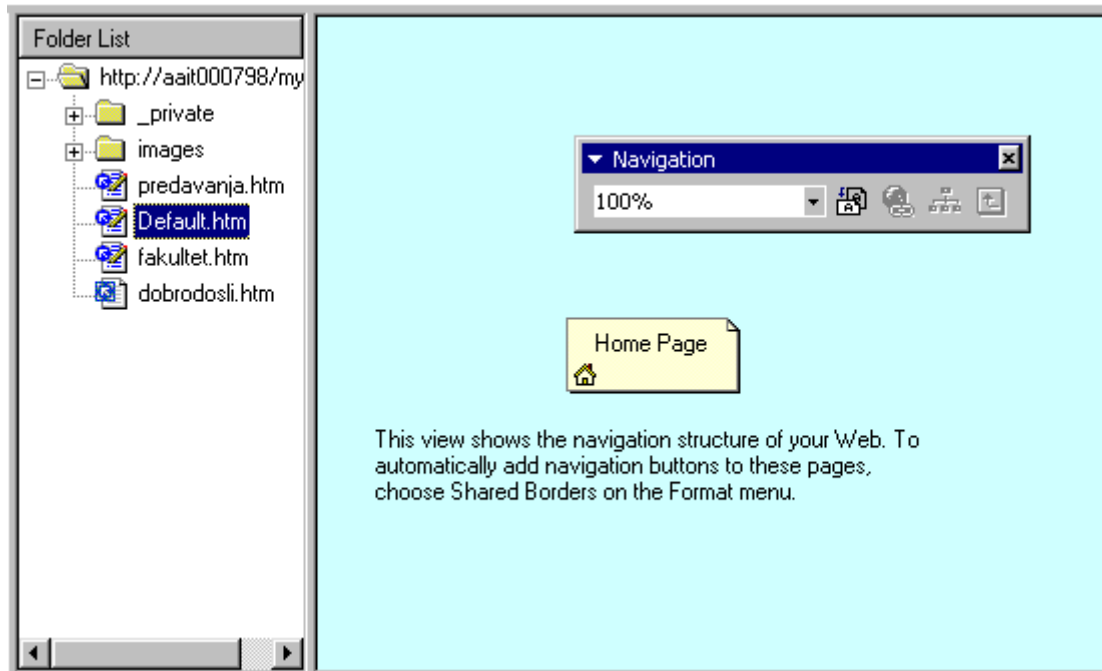 Folder List
http://aait000798/my
_private
images
predavanja.htm
Default.htm
fakultet.htm
dobrodosli.htm
Navigation
100%
Home Page
This view shows the navigation structure of your Web. To
automatically add navigation buttons to these pages,
choose Shared Borders on the Format menu.